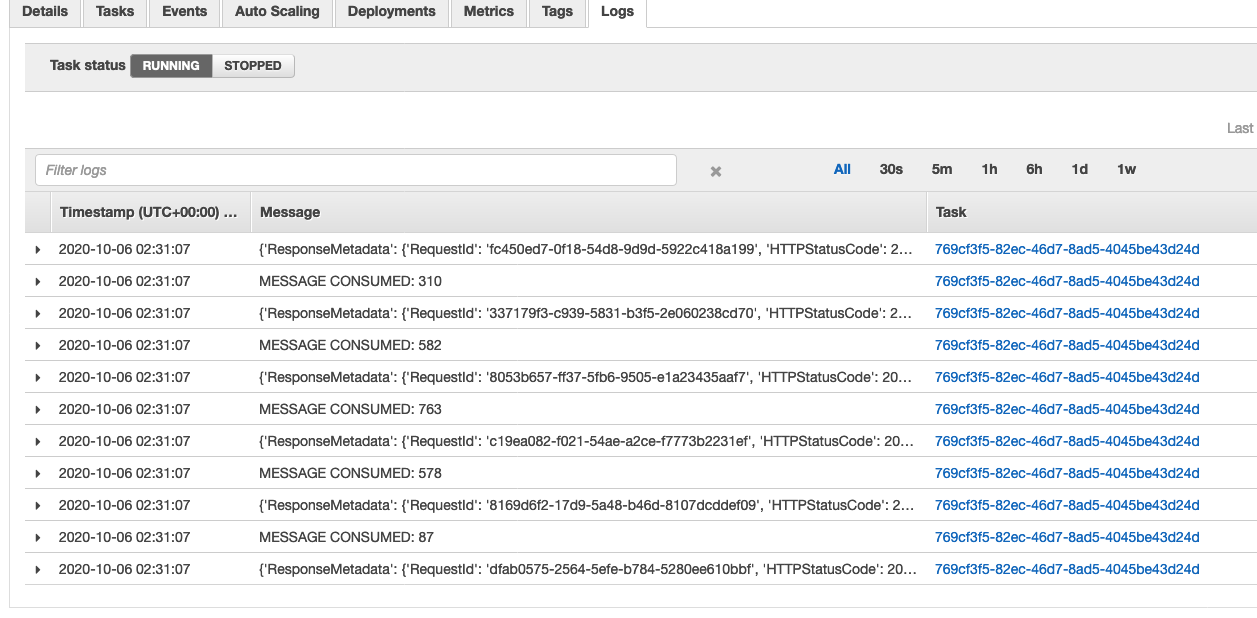 Details Tasks Events Auto Scaling Deployments Metrics Tags Logs
Task status RUNNING STOPPED
Last
Filter logs All 30s 5m 1h 6h 1d 1w
Timestamp (UTC+00:00) ... Message Task
2020-10-06 02:31:07 {'ResponseMetadata': {'RequestId': 'fc450ed7-0f18-54d8-9d9d-5922c418a199', 'HTTPStatusCode': 2... 769cf3f5-82ec-46d7-8ad5-4045be43d24d
2020-10-06 02:31:07 MESSAGE CONSUMED: 310 769cf3f5-82ec-46d7-8ad5-4045be43d24d
2020-10-06 02:31:07 {'ResponseMetadata': {'RequestId': '337179f3-c939-5831-b3f5-2e060238cd70', 'HTTPStatusCode': 2... 769cf3f5-82ec-46d7-8ad5-4045be43d24d
2020-10-06 02:31:07 MESSAGE CONSUMED: 582 769cf3f5-82ec-46d7-8ad5-4045be43d24d
2020-10-06 02:31:07 {'ResponseMetadata': {'RequestId': '8053b657-ff37-5fb6-9505-e1a23435aaf7', 'HTTPStatusCode': 20... 769cf3f5-82ec-46d7-8ad5-4045be43d24d
2020-10-06 02:31:07 MESSAGE CONSUMED: 763 769cf3f5-82ec-46d7-8ad5-4045be43d24d
2020-10-06 02:31:07 {'ResponseMetadata': {'RequestId': 'c19ea082-f021-54ae-a2ce-f7773b2231ef', 'HTTPStatusCode': 20... 769cf3f5-82ec-46d7-8ad5-4045be43d24d
2020-10-06 02:31:07 MESSAGE CONSUMED: 578 769cf3f5-82ec-46d7-8ad5-4045be43d24d
2020-10-06 02:31:07 {'ResponseMetadata': {'RequestId': '8169d6f2-17d9-5a48-b46d-8107dcddef09', 'HTTPStatusCode': 2... 769cf3f5-82ec-46d7-8ad5-4045be43d24d
2020-10-06 02:31:07 MESSAGE CONSUMED: 87 769cf3f5-82ec-46d7-8ad5-4045be43d24d
2020-10-06 02:31:07 {'ResponseMetadata': {'RequestId': 'dfab0575-2564-5efe-b784-5280ee610bbf', 'HTTPStatusCode': 20... 769cf3f5-82ec-46d7-8ad5-4045be43d24d